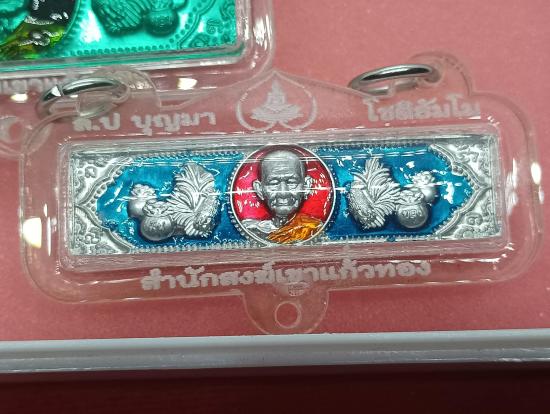 ล.ป บุญมา โชติธัมโม
สำนักสงฆ์เขาแก้วทอง